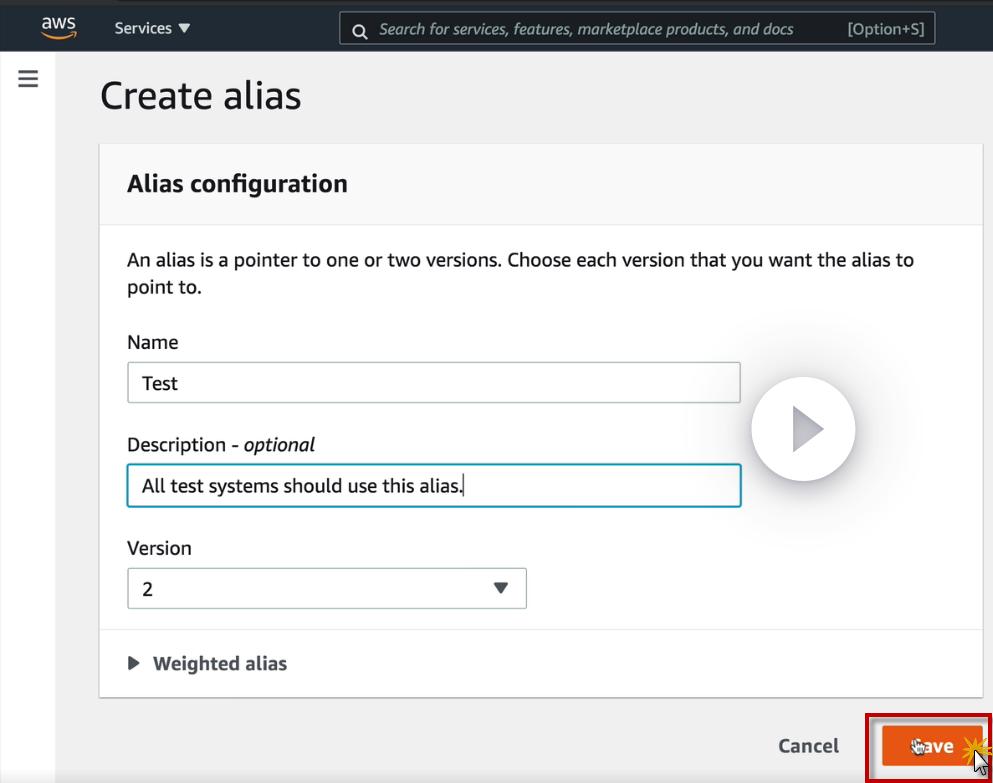 aws
Services
Search for services, features, marketplace products, and docs [Option+S]
Create alias
Alias configuration
An alias is a pointer to one or two versions. Choose each version that you want the alias to
point to.
Name
Test
Description - optional
All test systems should use this alias.
Version
2
Weighted alias
Cancel Save